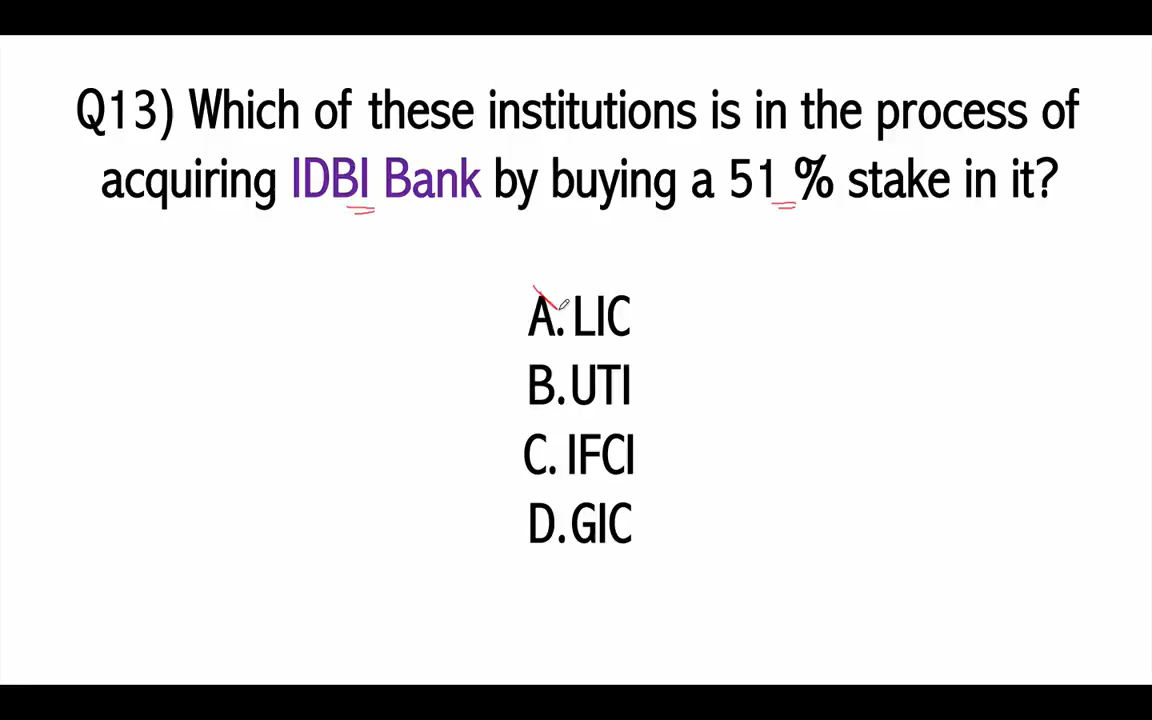 Q13) Which of these institutions is in the process of
acquiring IDBI Bank by buying a 51 % stake in it?
A. LIC
B. UTI
C. IFCI
D. GIC